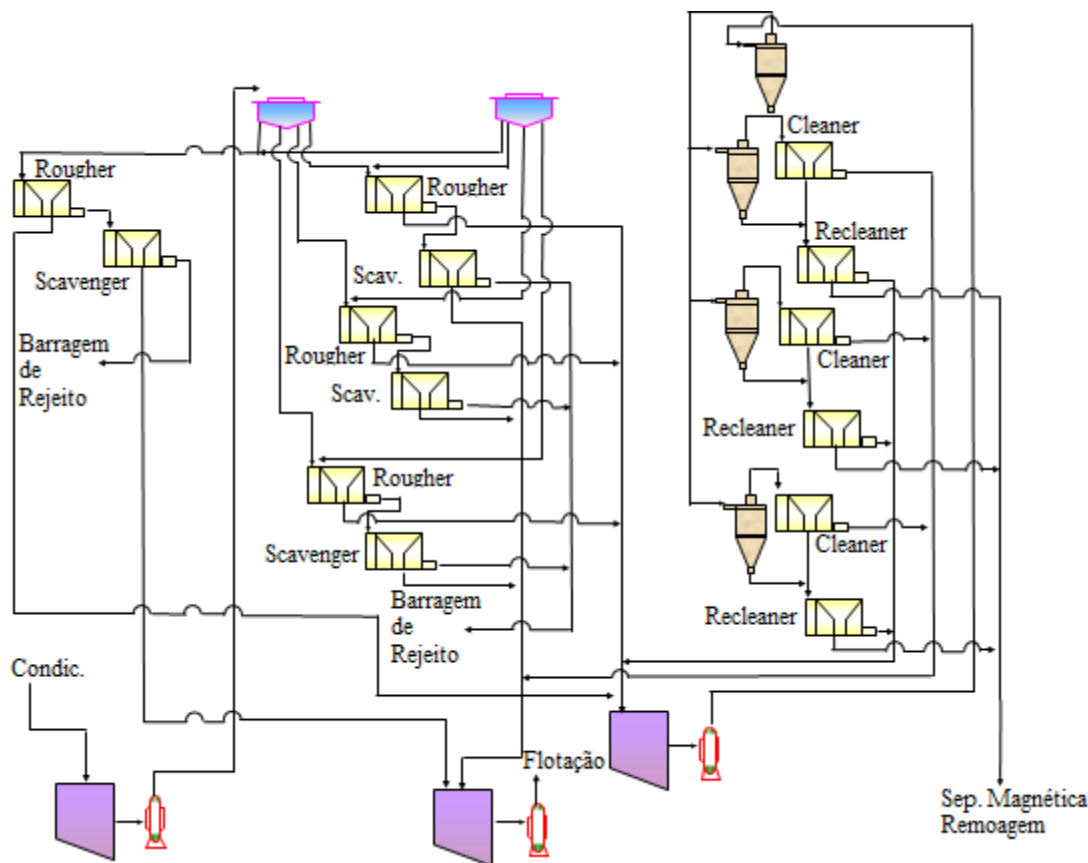 Cleaner
Rougher
Rougher
Recleaner
Scavenger
Scav.
Barragem
de
Rejeito
Rougher
Cleaner
Scav.
Recleaner
Rougher
Scavenger
Cleaner
Barragem
de
Rejeito
Recleaner
Condic.
Flotação
Sep. Magnética
Remoagem